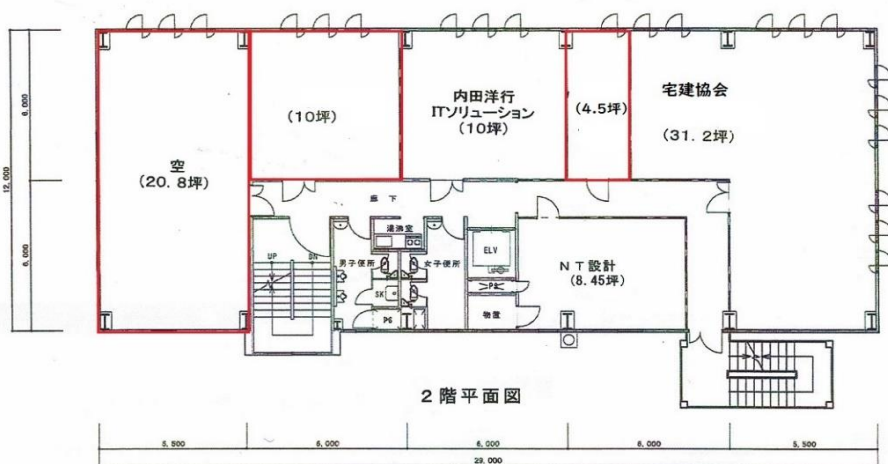 空
(20.8坪)
(10坪)
内田洋行
ITソリューション
(10坪)
(4.5坪)
宅建協会
(31.2坪)
廊下
湯沸室
UP
DN
男子便所
女子便所
SK
PS
ELV
PS
物置
NT設計
(8.45坪)
12,000
6,000
6,000
2階平面図
5,500
6,000
6,000
6,000
5,500
29,000